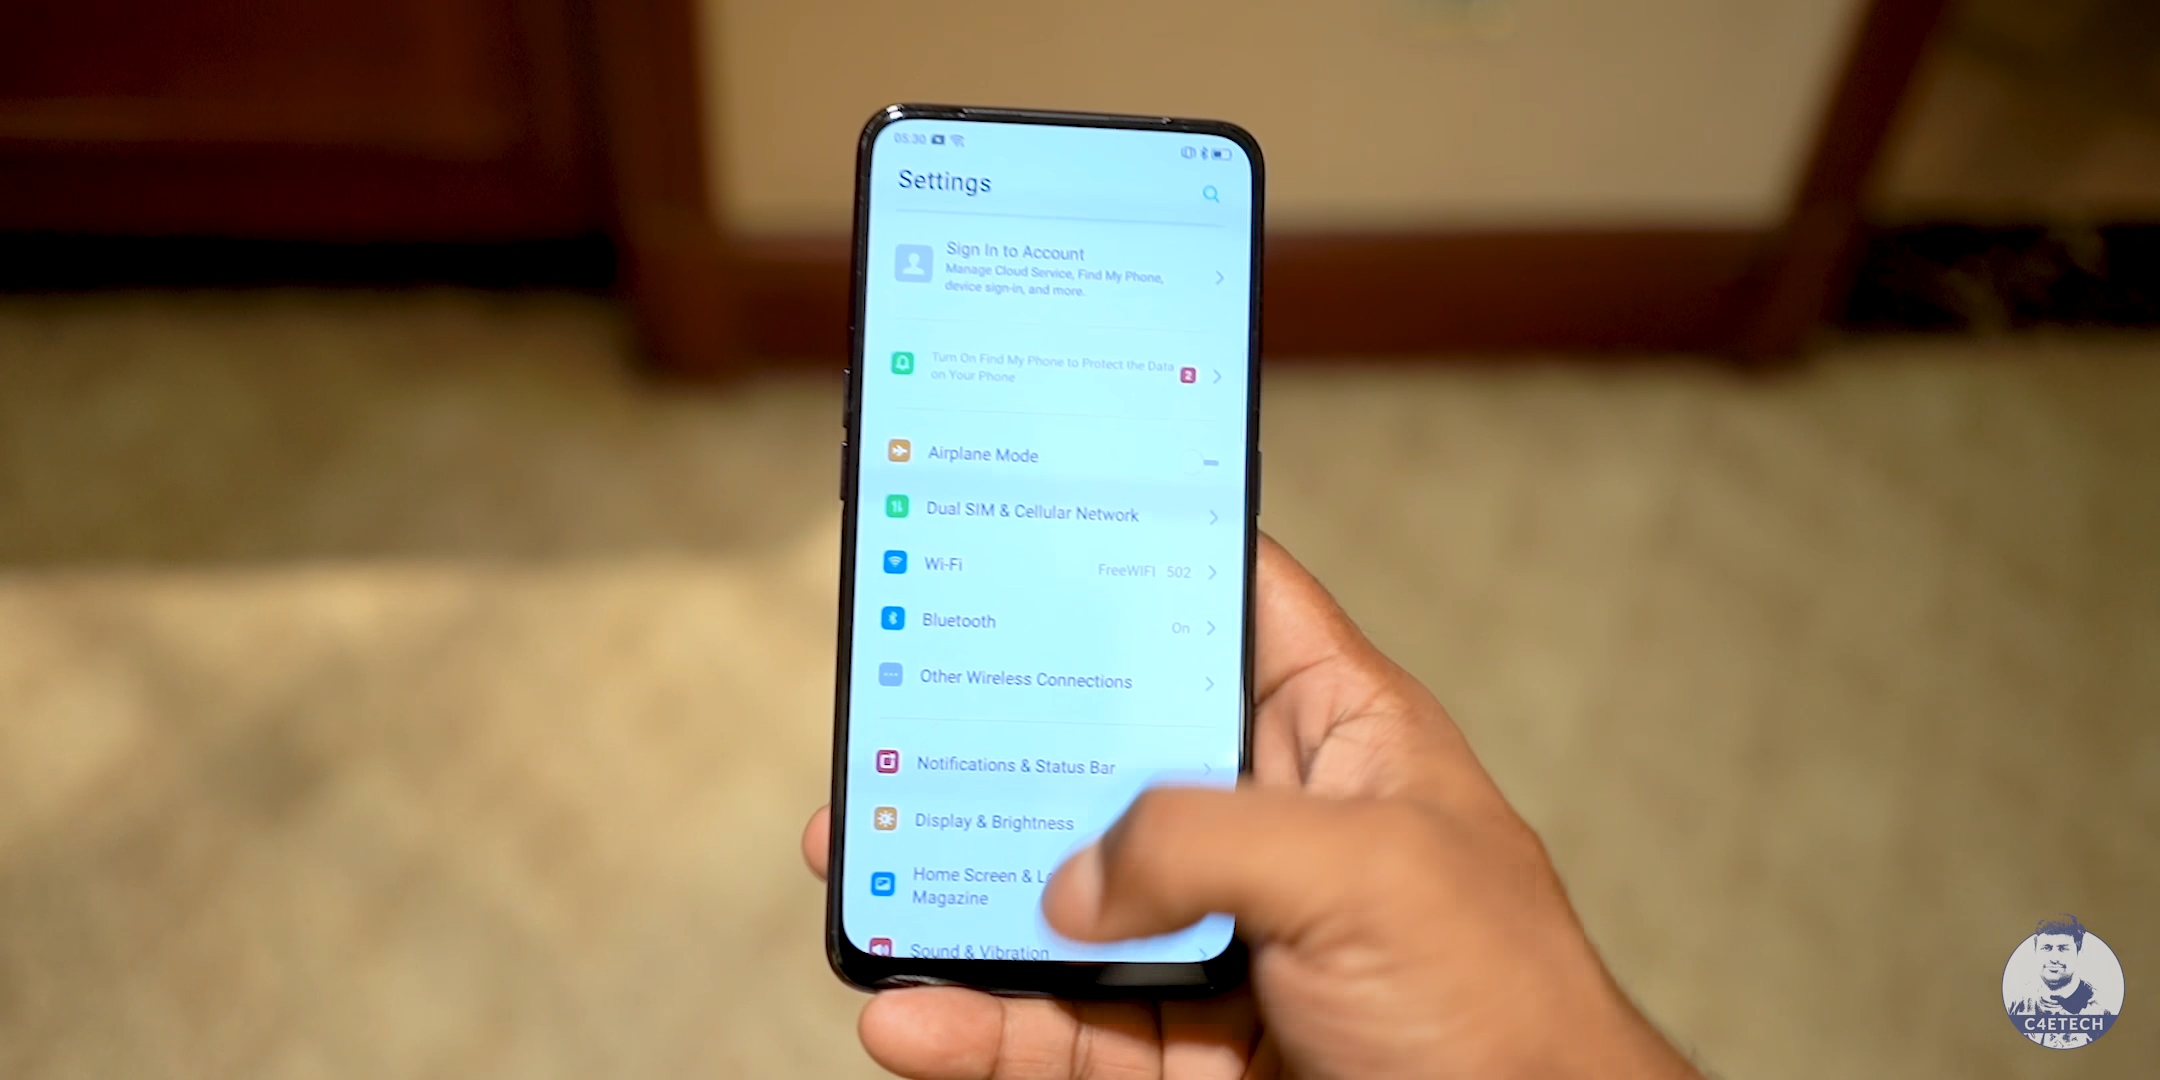 05:30
Settings
Sign In to Account
Manage Cloud Service, Find My Phone,
device sign-in, and more.
Turn On Find My Phone to Protect the Data
on Your Phone
2
Airplane Mode
Dual SIM & Cellular Network
Wi-Fi FreeWIFI 502
Bluetooth On
Other Wireless Connections
Notifications & Status Bar
Display & Brightness
Home Screen &
Magazine
Sound & Vibration
C4ETECH